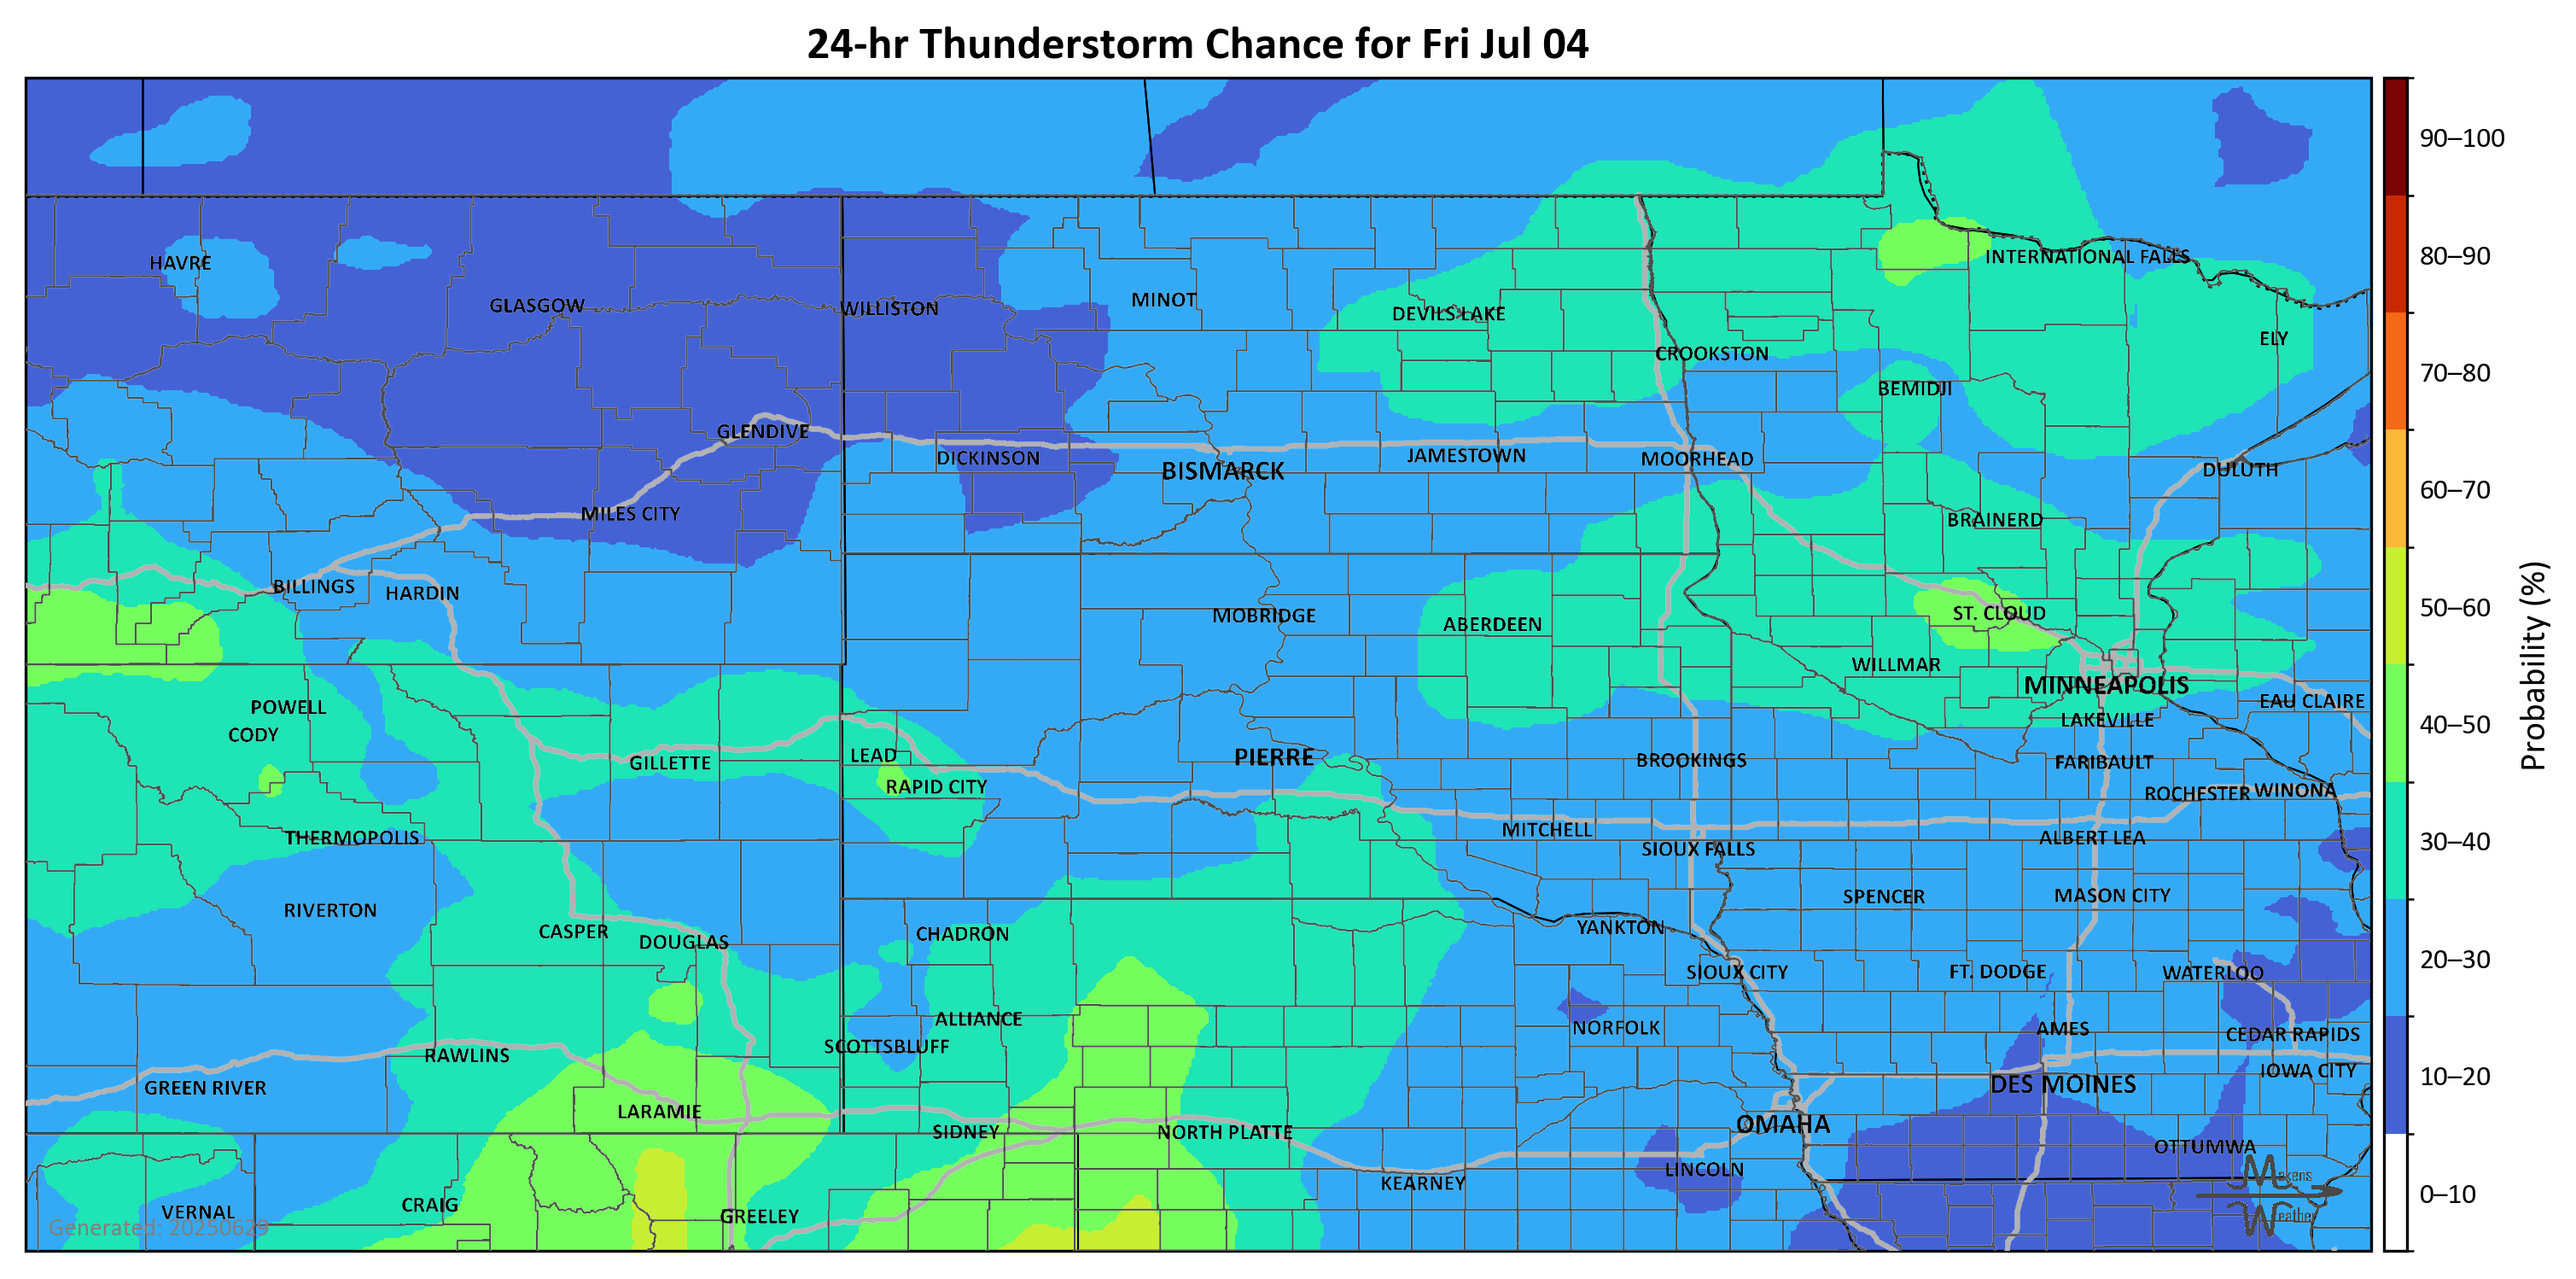 24-hr Thunderstorm Chance for Fri Jul 04
90–100
80–90
70–80
60–70
50–60
40–50
30–40
20–30
10–20
0–10
Probability (%)
HAVRE
INTERNATIONAL FALLS
GLASGOW
WILLISTON
MINOT
DEVILS LAKE
ELY
CROOKSTON
BEMIDJI
GLENDIVE
DICKINSON
BISMARCK
JAMESTOWN
MOORHEAD
DULUTH
MILES CITY
BRAINERD
BILLINGS
HARDIN
MOBRIDGE
ABERDEEN
ST. CLOUD
WILLMAR
MINNEAPOLIS
POWELL
EAU CLAIRE
CODY
LAKEVILLE
GILLETTE
LEAD
PIERRE
BROOKINGS
FARIBAULT
RAPID CITY
ROCHESTER
WINONA
THERMOPOLIS
MITCHELL
ALBERT LEA
SIOUX FALLS
RIVERTON
SPENCER
MASON CITY
CASPER
DOUGLAS
CHADRON
YANKTON
SIOUX CITY
FT. DODGE
WATERLOO
ALLIANCE
NORFOLK
AMES
CEDAR RAPIDS
SCOTTSBLUFF
RAWLINS
IOWA CITY
GREEN RIVER
DES MOINES
LARAMIE
OMAHA
SIDNEY
NORTH PLATTE
OTTUMWA
LINCOLN
KEARNEY
CRAIG
VERNAL
GREELEY
Generated: 20250629
Makens
Weather